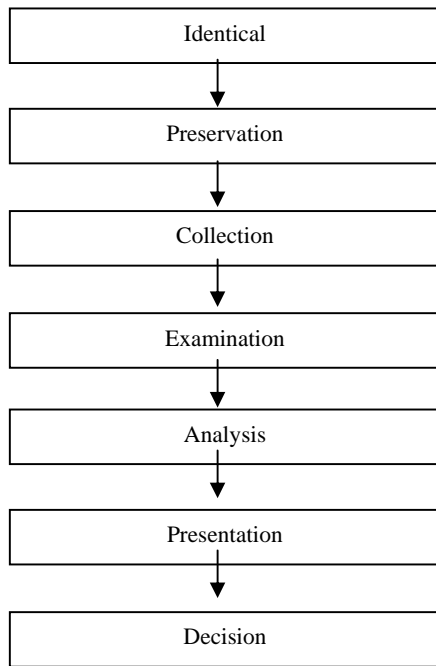 Identical
Preservation
Collection
Examination
Analysis
Presentation
Decision